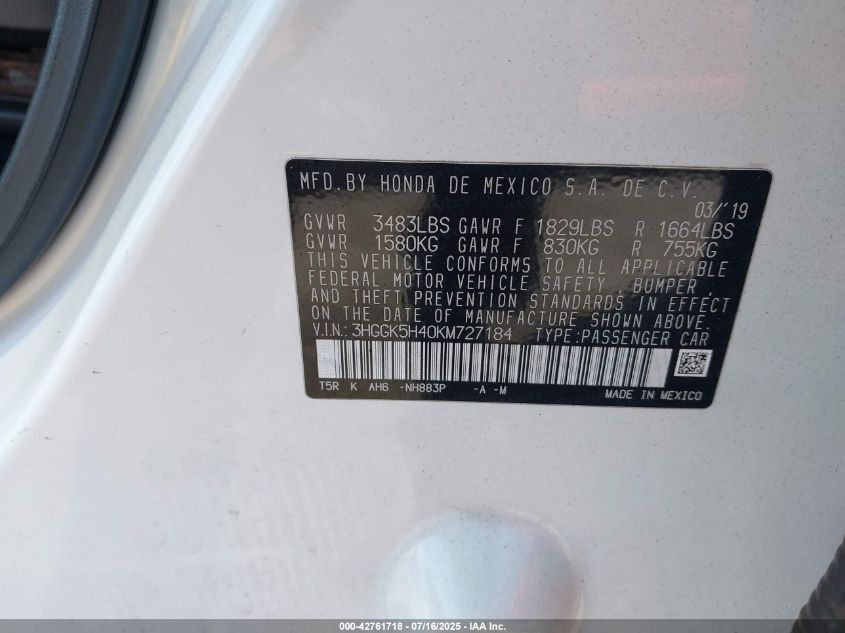 MFD. BY HONDA DE MEXICO S.A. DE C.V.
03/'19
GVWR 3483LBS GAWR F 1829LBS R 1664LBS
GVWR 1580KG GAWR F 830KG R 755KG
THIS VEHICLE CONFORMS TO ALL APPLICABLE
FEDERAL MOTOR VEHICLE SAFETY, BUMPER,
AND THEFT PREVENTION STANDARDS IN EFFECT
ON THE DATE OF MANUFACTURE SHOWN ABOVE.
V.I.N.: 3HGGK5H40KM727184 TYPE:PASSENGER CAR
T5R K AH6 -NH883P -A -M
MADE IN MEXICO
000-42761718 - 07/16/2025 - IAA Inc.